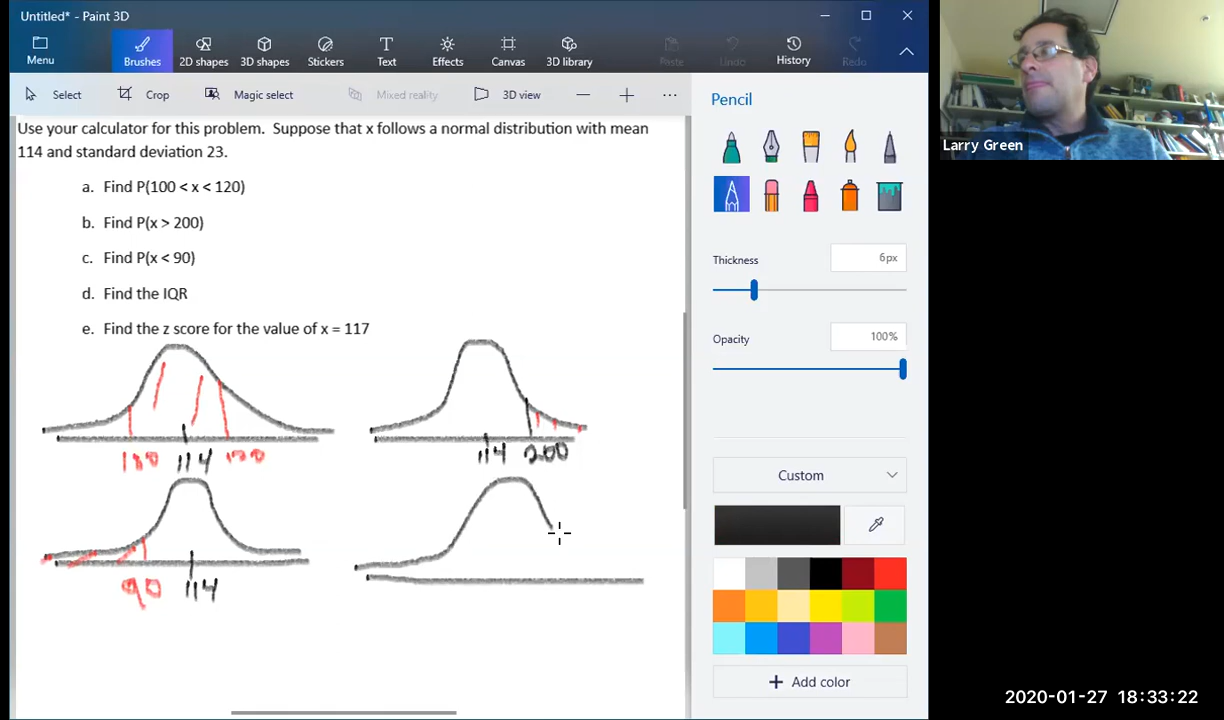 Untitled* - Paint 3D
Menu
Brushes
2D shapes
3D shapes
Stickers
Text
Effects
Canvas
3D library
Paste
Undo
History
Redo
Select
Crop
Magic select
Mixed reality
3D view
Use your calculator for this problem. Suppose that x follows a normal distribution with mean
114 and standard deviation 23.
a. Find P(100 < x < 120)
b. Find P(x > 200)
c. Find P(x < 90)
d. Find the IQR
e. Find the z score for the value of x = 117
100 114 120
114 200
90 114
Pencil
Thickness
6px
Opacity
100%
Custom
Add color
Larry Green
2020-01-27 18:33:22